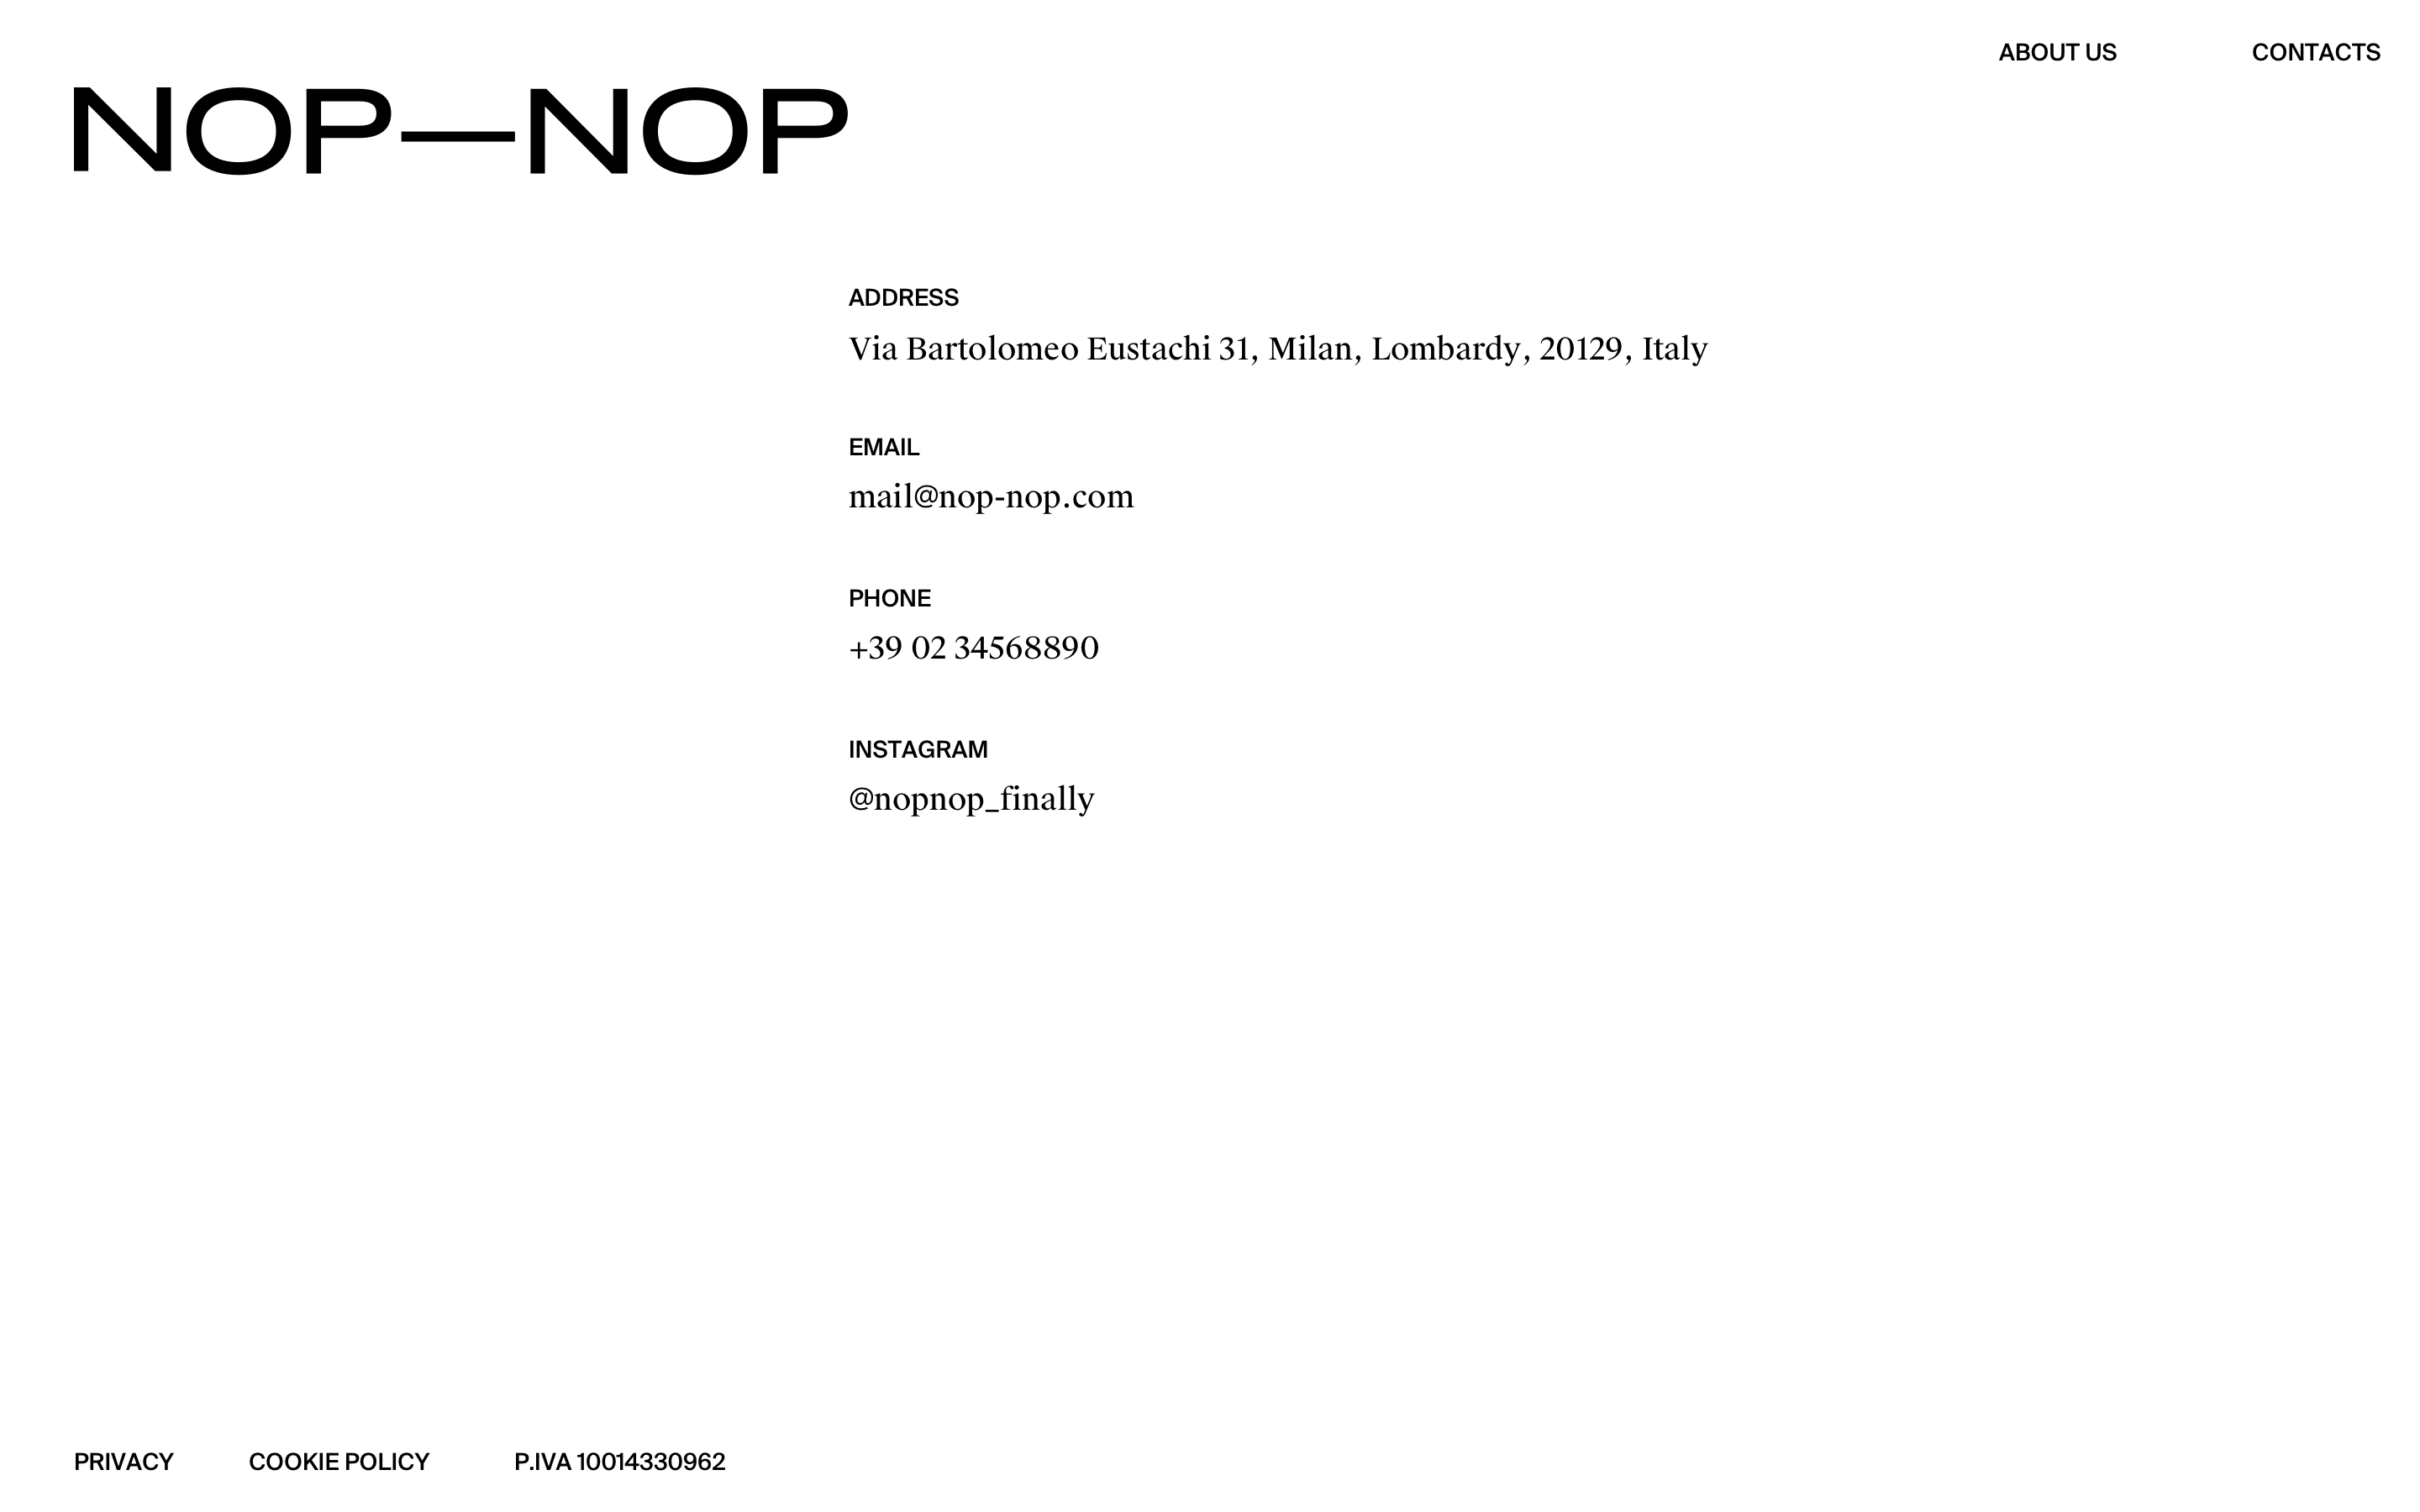 ABOUT US
CONTACTS
NOP—NOP
ADDRESS
Via Bartolomeo Eustachi 31, Milan, Lombardy, 20129, Italy
EMAIL
mail@nop-nop.com
PHONE
+39 02 34568890
INSTAGRAM
@nopnop_finally
PRIVACY
COOKIE POLICY
P.IVA 10014330962